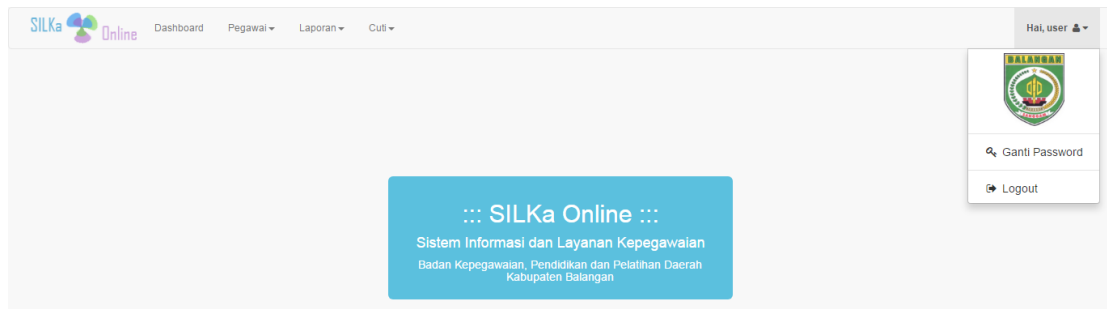 SILKa Online Dashboard Pegawai Laporan Cuti Hai, user
BALANGAN
Ganti Password
Logout
::: SILKa Online :::
Sistem Informasi dan Layanan Kepegawaian
Badan Kepegawaian, Pendidikan dan Pelatihan Daerah
Kabupaten Balangan